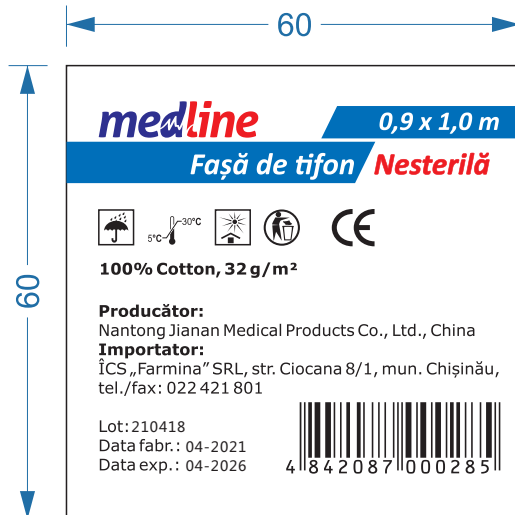 60
60
medline
0,9 x 1,0 m
Fașă de tifon Nesterilă
5°C 30°C
CE
100% Cotton, 32 g/m²
Producător:
Nantong Jianan Medical Products Co., Ltd., China
Importator:
ÎCS „Farmina” SRL, str. Ciocana 8/1, mun. Chișinău,
tel./fax: 022 421 801
Lot: 210418
Data fabr.: 04-2021
Data exp.: 04-2026
4 842087 000285